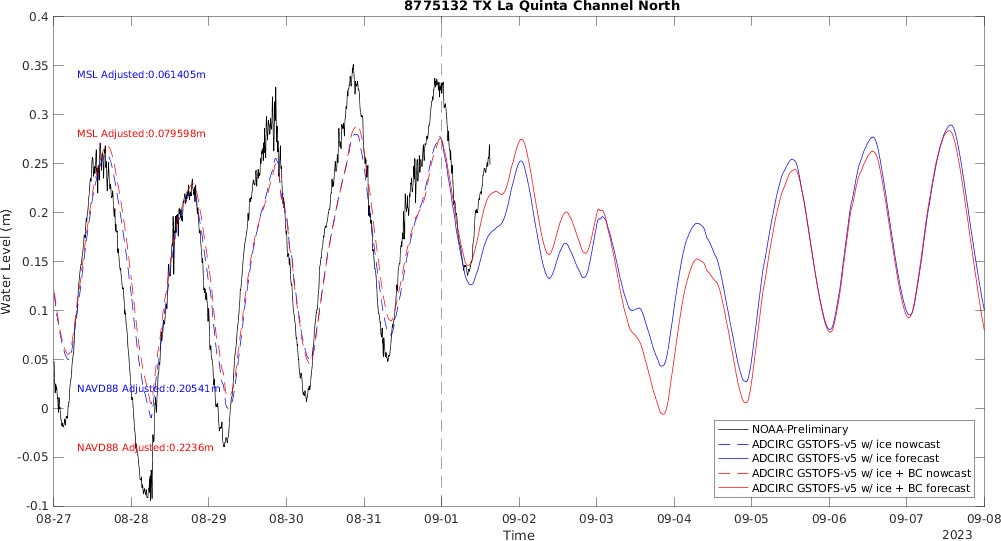 8775132 TX La Quinta Channel North
0.4
0.35
0.3
0.25
0.2
0.15
0.1
0.05
0
-0.05
-0.1
Water Level (m)
MSL Adjusted:0.061405m
MSL Adjusted:0.079598m
NAVD88 Adjusted:0.20541m
NAVD88 Adjusted:0.2236m
NOAA-Preliminary
ADCIRC GSTOFS-v5 w/ ice nowcast
ADCIRC GSTOFS-v5 w/ ice forecast
ADCIRC GSTOFS-v5 w/ ice + BC nowcast
ADCIRC GSTOFS-v5 w/ ice + BC forecast
08-27 08-28 08-29 08-30 08-31 09-01 09-02 09-03 09-04 09-05 09-06 09-07 09-08
Time
2023